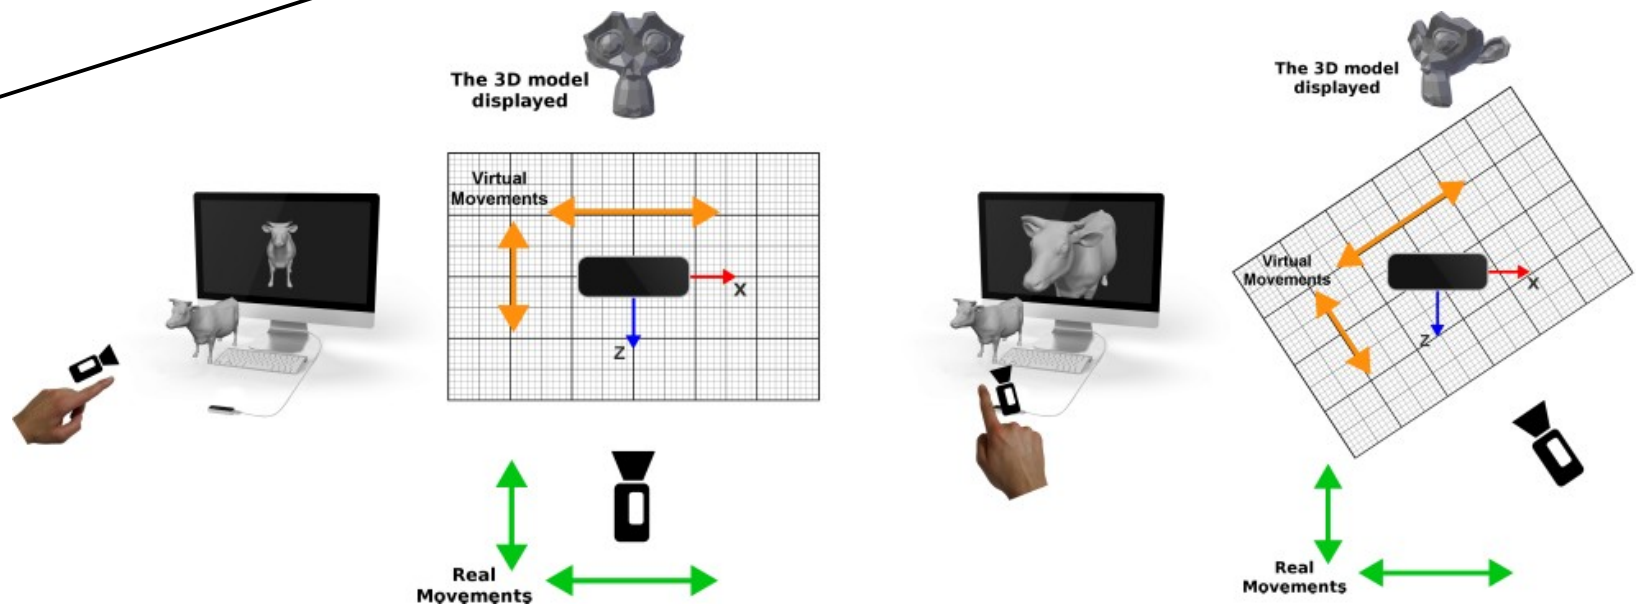 The 3D model
displayed
Virtual
Movements
X
Z
Real
Movements
The 3D model
displayed
Virtual
Movements
X
Z
Real
Movements